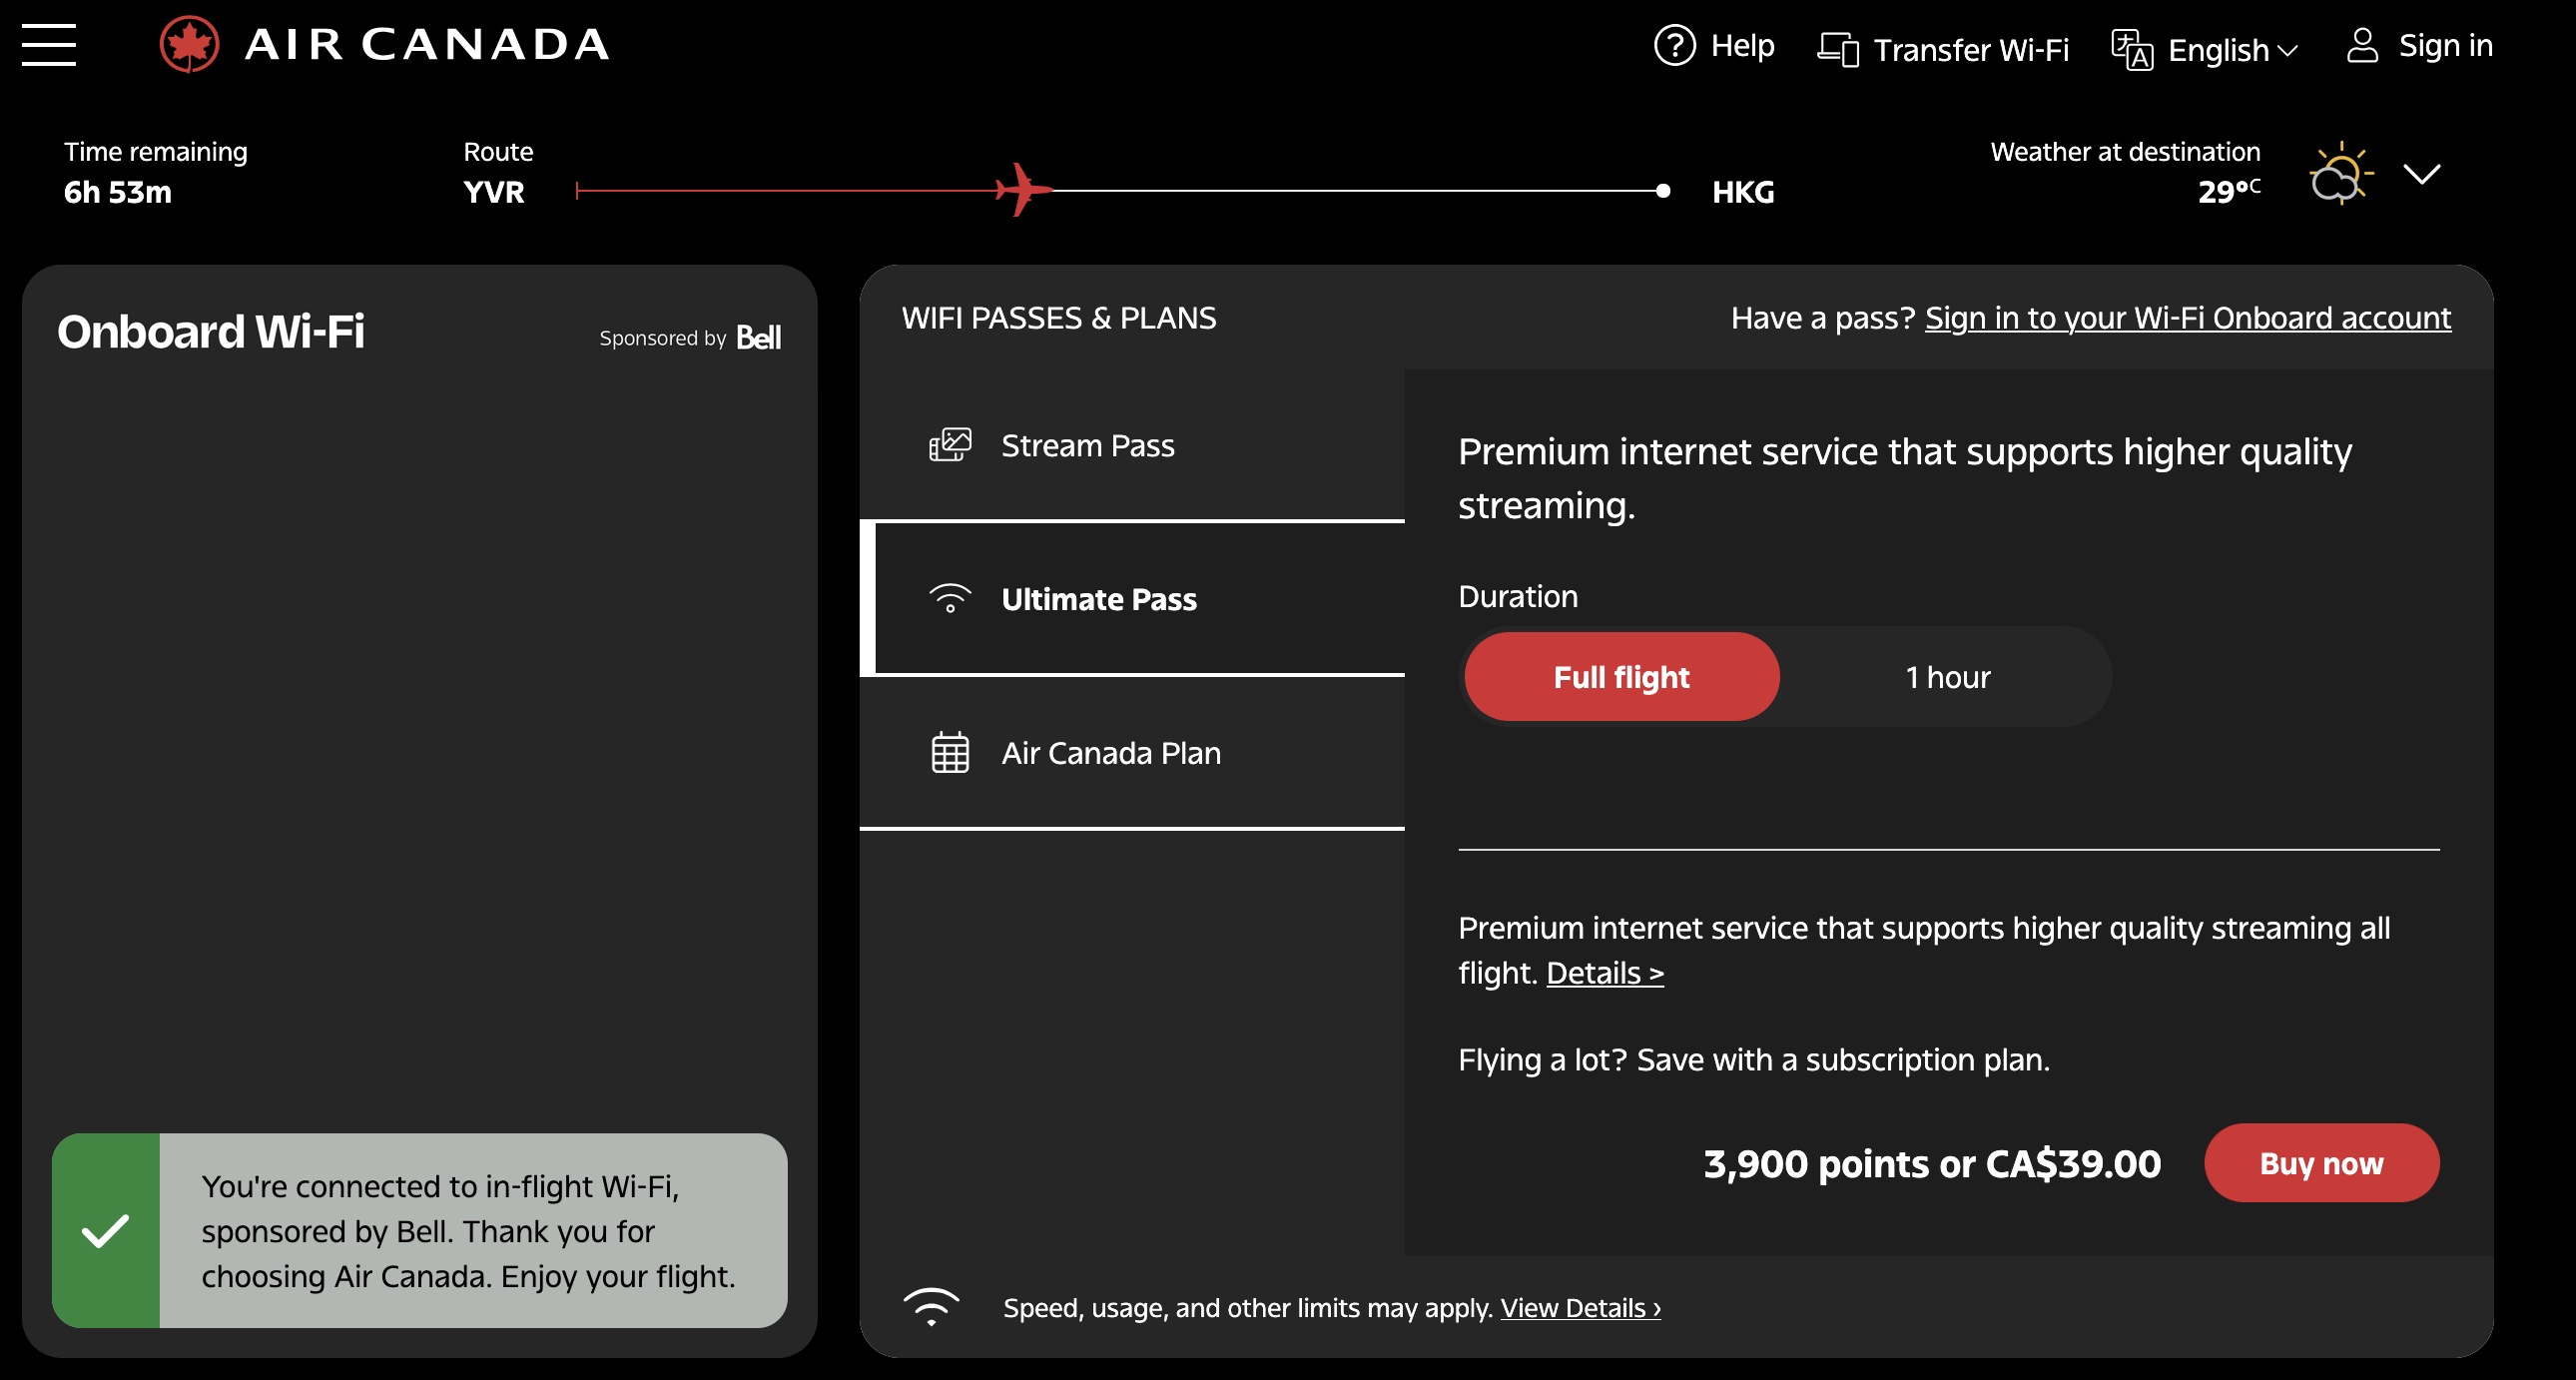 AIR CANADA
Help
Transfer Wi-Fi
English
Sign in
Time remaining
6h 53m
Route
YVR
HKG
Weather at destination
29°C
Onboard Wi-Fi
Sponsored by Bell
You're connected to in-flight Wi-Fi,
sponsored by Bell. Thank you for
choosing Air Canada. Enjoy your flight.
WIFI PASSES & PLANS
Have a pass? Sign in to your Wi-Fi Onboard account
Stream Pass
Ultimate Pass
Air Canada Plan
Premium internet service that supports higher quality
streaming.
Duration
Full flight
1 hour
Premium internet service that supports higher quality streaming all
flight. Details >
Flying a lot? Save with a subscription plan.
3,900 points or CA$39.00
Buy now
Speed, usage, and other limits may apply. View Details ›